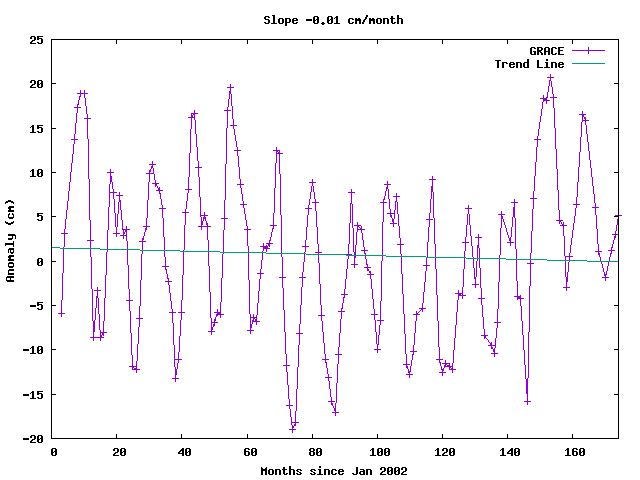 Slope -0.01 cm/month
GRACE
Trend Line
Anomaly (cm)
25
20
15
10
5
0
-5
-10
-15
-20
0 20 40 60 80 100 120 140 160
Months since Jan 2002